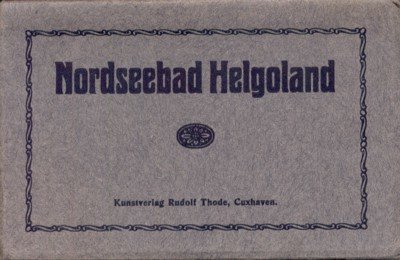 Nordseebad Helgoland
Kunstverlag Rudolf Thode, Cuxhaven.